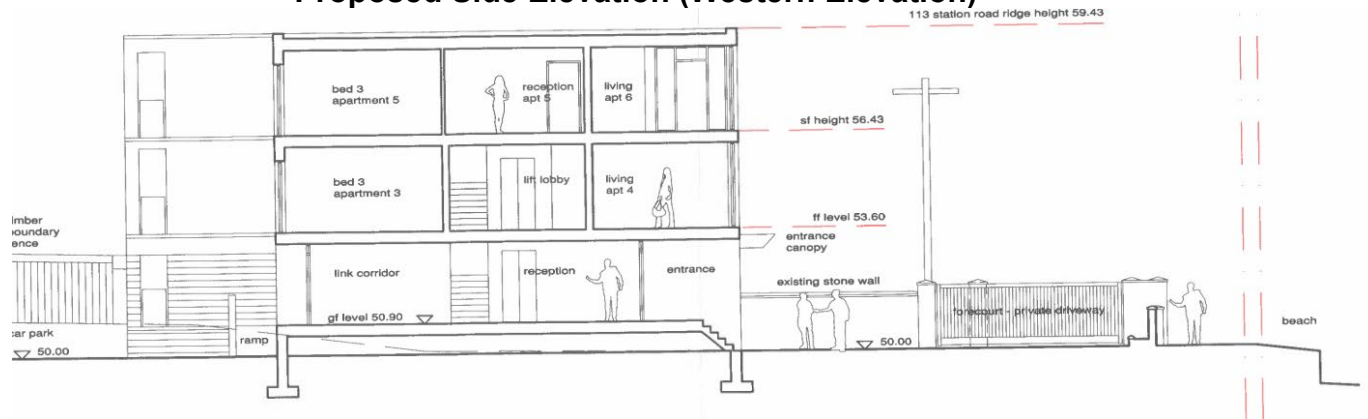 Proposed Side Elevation (Western Elevation)
113 station road ridge height 59.43
bed 3
apartment 5
reception
apt 5
living
apt 6
sf height 56.43
bed 3
apartment 3
lift lobby
living
apt 4
ff level 53.60
imber
oundary
ence
entrance
canopy
link corridor
reception
entrance
existing stone wall
gf level 50.90
forecourt - private driveway
beach
car park
ramp
50.00
50.00